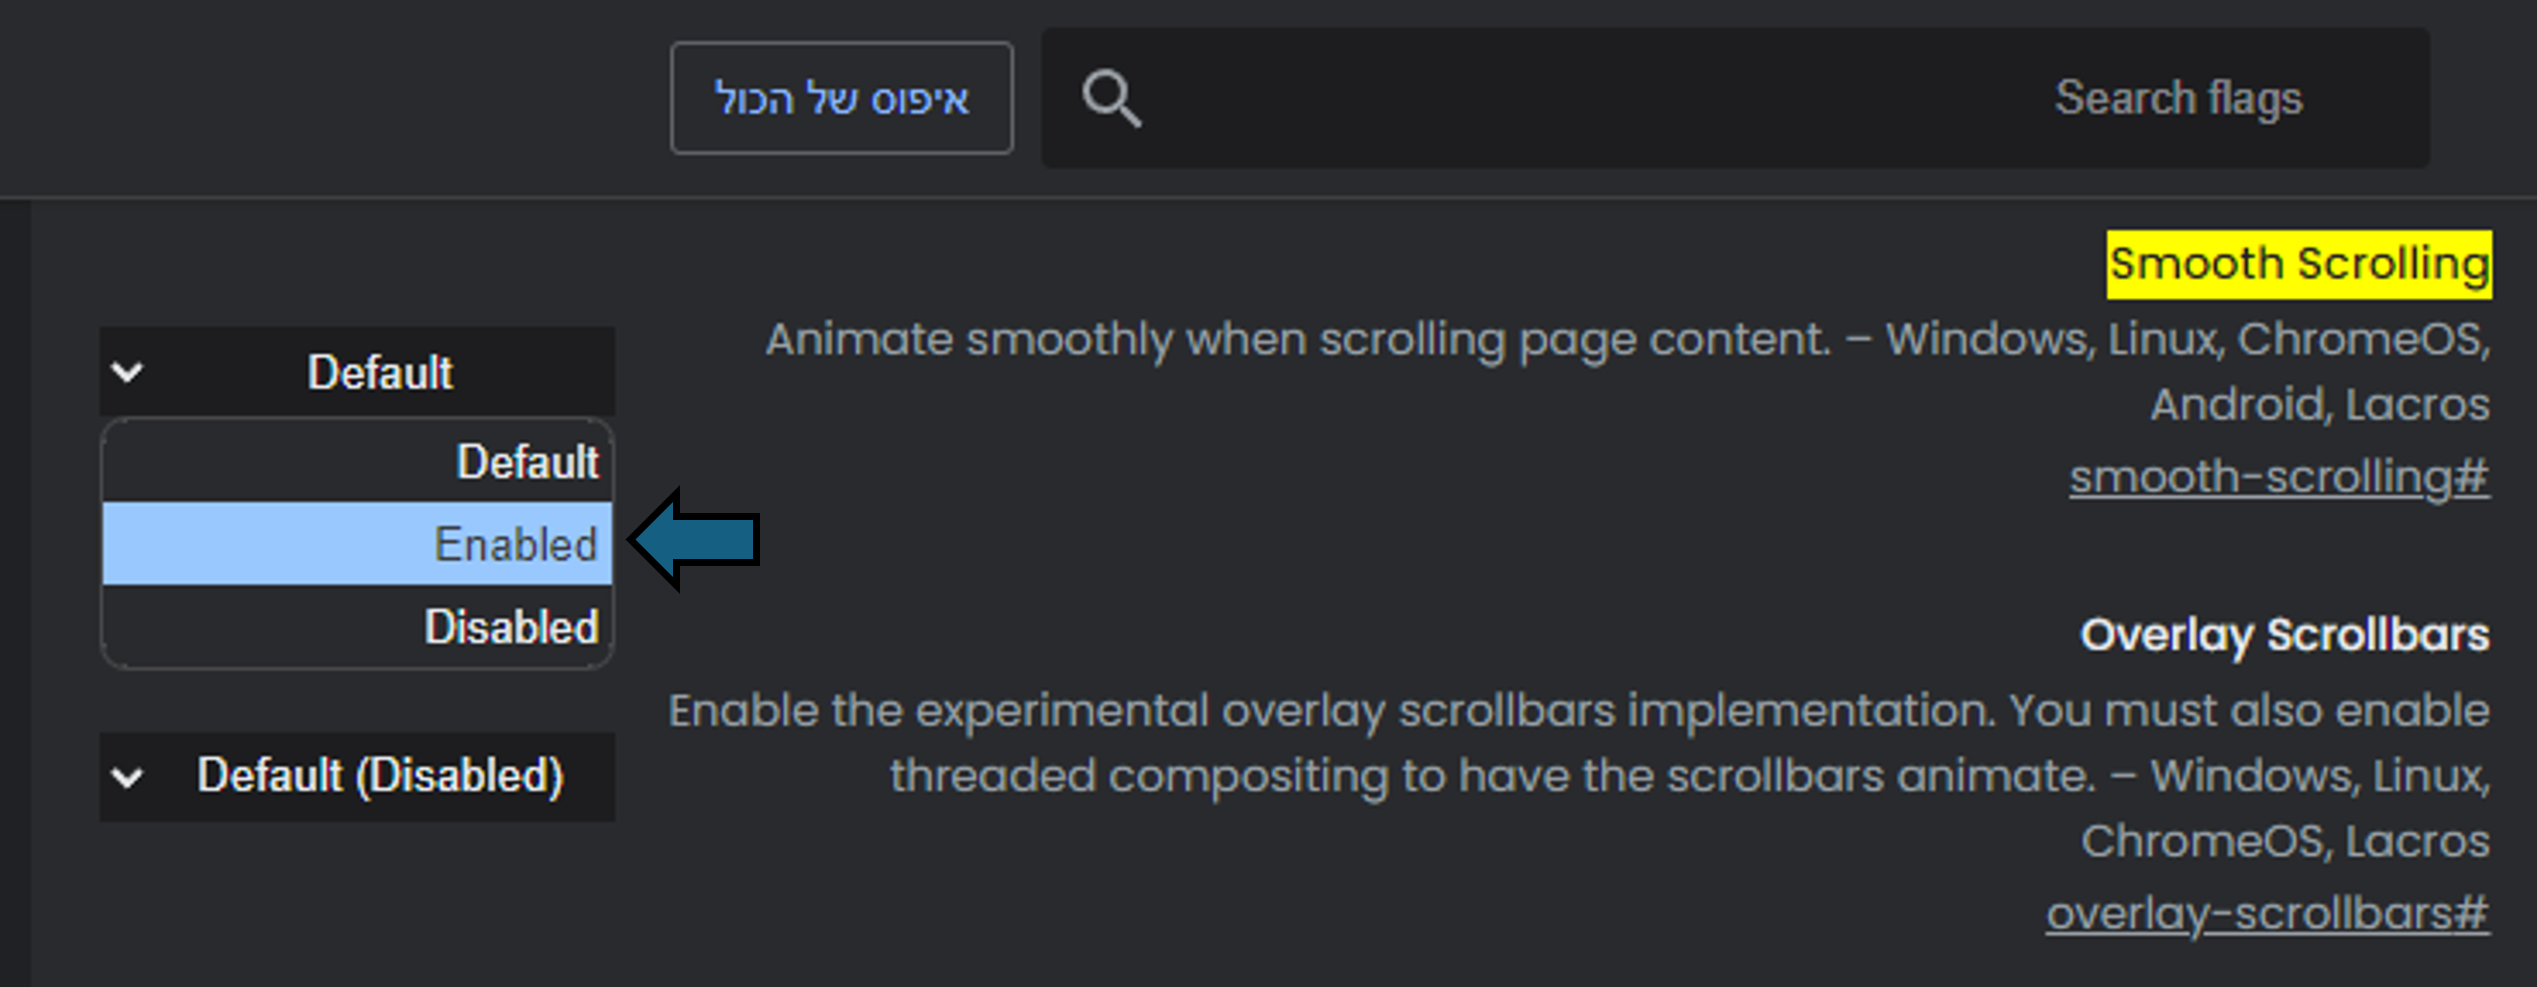 איפוס של הכול
Search flags
Smooth Scrolling
Animate smoothly when scrolling page content. – Windows, Linux, ChromeOS,
Android, Lacros
smooth-scrolling#
Default
Default
Enabled
Disabled
Overlay Scrollbars
Enable the experimental overlay scrollbars implementation. You must also enable
threaded compositing to have the scrollbars animate. – Windows, Linux,
ChromeOS, Lacros
overlay-scrollbars#
Default (Disabled)